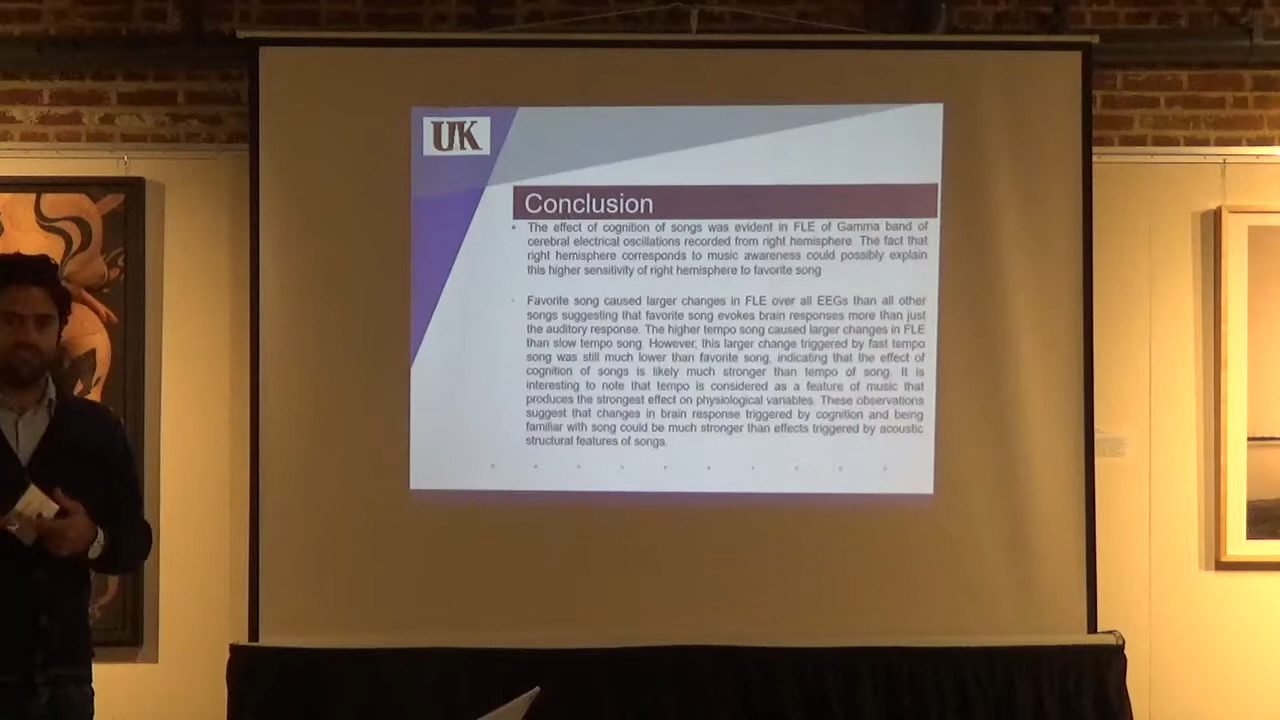 UK
Conclusion
The effect of cognition of songs was evident in FLE of Gamma band of
cerebral electrical oscillations recorded from right hemisphere. The fact that
right hemisphere corresponds to music awareness could possibly explain
this higher sensitivity of right hemisphere to favorite song
Favorite song caused larger changes in FLE over all EEGs than all other
songs suggesting that favorite song evokes brain responses more than just
the auditory response. The higher tempo song caused larger changes in FLE
than slow tempo song. However, this larger change triggered by fast tempo
song was still much lower than favorite song, indicating that the effect of
cognition of songs is likely much stronger than tempo of song. It is
interesting to note that tempo is considered as a feature of music that
produces the strongest effect on physiological variables. These observations
suggest that changes in brain response triggered by cognition and being
familiar with song could be much stronger than effects triggered by acoustic
structural features of songs.